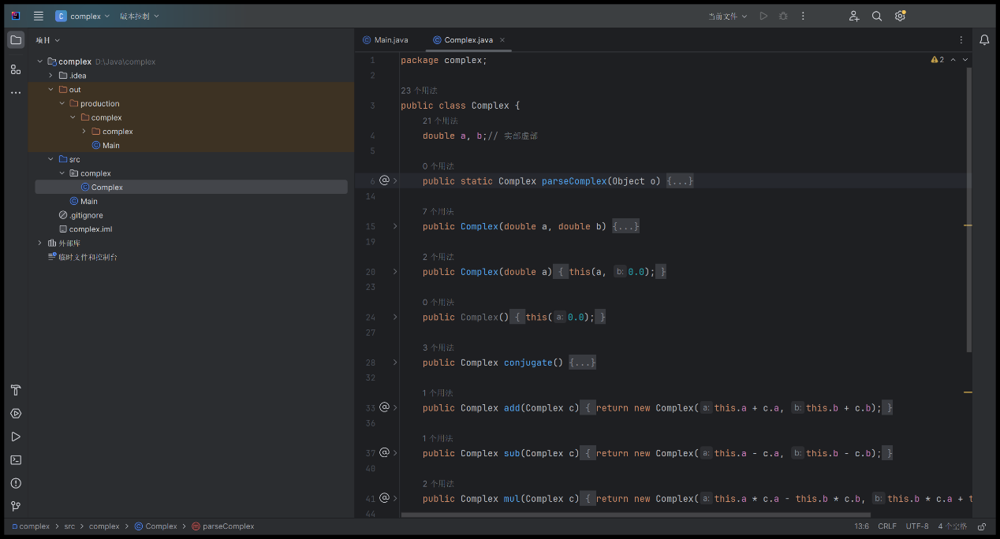 C complex 版本控制 当前文件
项目
Main.java Complex.java
complex D:\Java\complex
.idea
out
production
complex
complex
Main
src
complex
Complex
Main
.gitignore
complex.iml
外部库
临时文件和控制台
2
1 package complex;
2
23 个用法
3 public class Complex {
21 个用法
4 double a, b;// 实部虚部
5
0 个用法
6 public static Complex parseComplex(Object o) {...}
14
7 个用法
15 public Complex(double a, double b) {...}
19
2 个用法
20 public Complex(double a) { this(a, b: 0.0); }
23
0 个用法
24 public Complex() { this( a: 0.0); }
27
3 个用法
28 public Complex conjugate() {...}
32
1 个用法
33 public Complex add(Complex c) { return new Complex( a: this.a + c.a, b: this.b + c.b); }
36
1 个用法
37 public Complex sub(Complex c) { return new Complex( a: this.a - c.a, b: this.b - c.b); }
40
2 个用法
41 public Complex mul(Complex c) { return new Complex( a: this.a * c.a - this.b * c.b, b: this.b * c.a + t
44
complex > src > complex > Complex > parseComplex
13:6 CRLF UTF-8 4 个空格